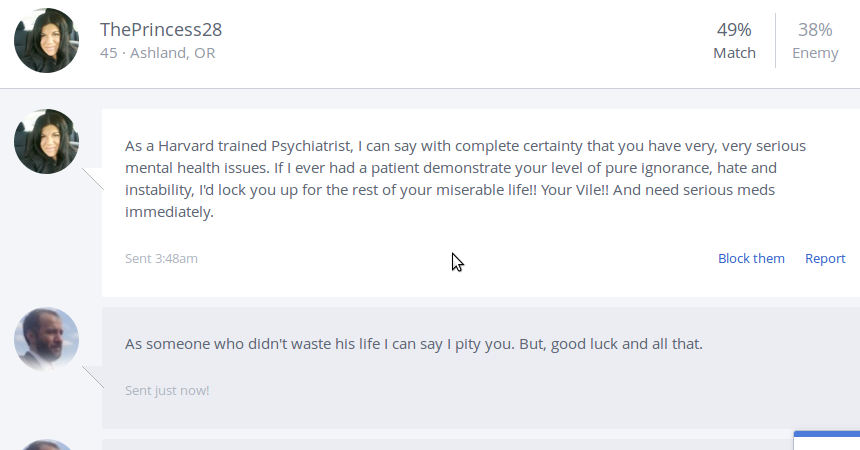 ThePrincess28
45 · Ashland, OR
49%
Match
38%
Enemy
As a Harvard trained Psychiatrist, I can say with complete certainty that you have very, very serious
mental health issues. If I ever had a patient demonstrate your level of pure ignorance, hate and
instability, I'd lock you up for the rest of your miserable life!! Your Vile!! And need serious meds
immediately.
Sent 3:48am
Block them
Report
As someone who didn't waste his life I can say I pity you. But, good luck and all that.
Sent just now!